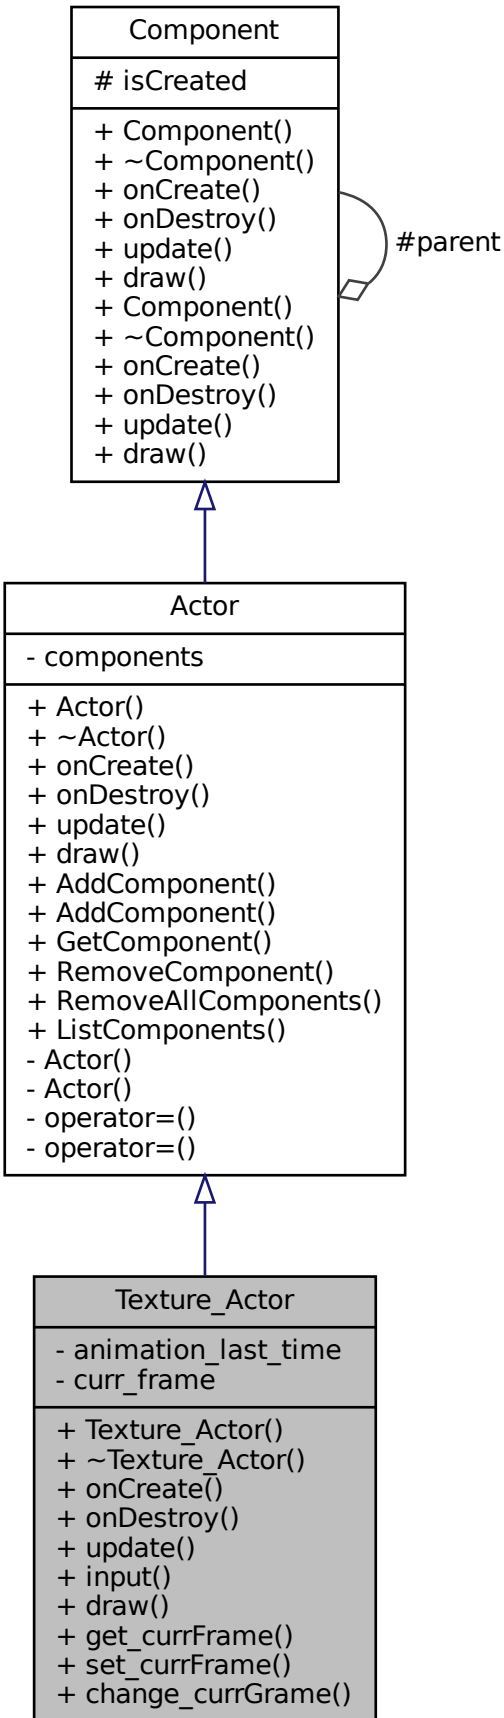 Component
# isCreated
+ Component()
+ ~Component()
+ onCreate()
+ onDestroy()
+ update()
+ draw()
+ Component()
+ ~Component()
+ onCreate()
+ onDestroy()
+ update()
+ draw()
#parent
Actor
- components
+ Actor()
+ ~Actor()
+ onCreate()
+ onDestroy()
+ update()
+ draw()
+ AddComponent()
+ AddComponent()
+ GetComponent()
+ RemoveComponent()
+ RemoveAllComponents()
+ ListComponents()
- Actor()
- Actor()
- operator=()
- operator=()
Texture_Actor
- animation_last_time
- curr_frame
+ Texture_Actor()
+ ~Texture_Actor()
+ onCreate()
+ onDestroy()
+ update()
+ input()
+ draw()
+ get_currFrame()
+ set_currFrame()
+ change_currGrame()